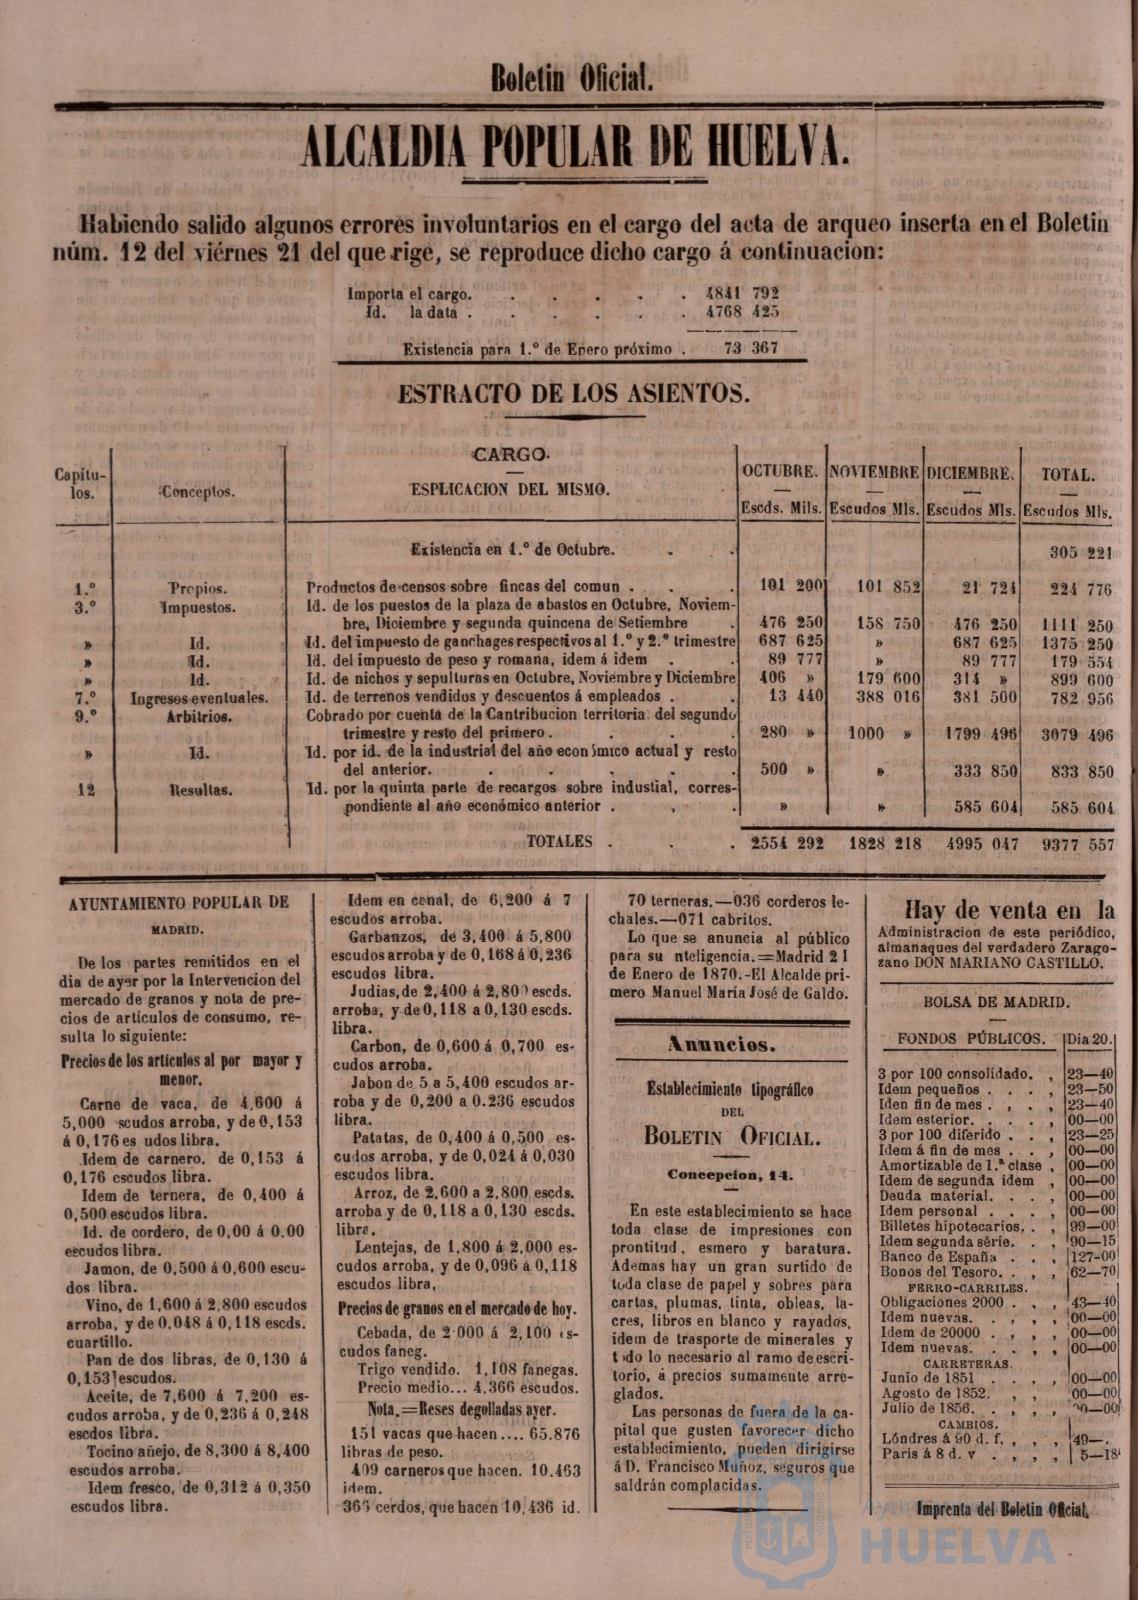 Boletin Oficial.
ALCALDIA POPULAR DE HUELVA.
Habiendo salido algunos errores involuntarios en el cargo del acta de arqueo inserta en el Boletin
núm. 12 del viérnes 21 del que rige, se reproduce dicho cargo á continuacion:
Importa el cargo. . . . . . 4841 792
Id. la data . . . . . . 4768 425
Existencia para 1.º de Enero próximo . 73 367
ESTRACTO DE LOS ASIENTOS.
Capítu-
los.
Conceptos.
CARGO.
ESPLICACION DEL MISMO.
OCTUBRE. NOVIEMBRE DICIEMBRE. TOTAL.
Escds. Mils. Escudos Mls. Escudos Mls. Escudos Mls.
Existencia en 1.º de Octubre. . . 305 221
1.º Propios. Productos de censos sobre fincas del comun . . . 101 200 101 852 21 724 224 776
3.º Impuestos. Id. de los puestos de la plaza de abastos en Octubre, Noviem-
bre, Diciembre y segunda quincena de Setiembre . 476 250 158 750 476 250 1111 250
» Id. Id. del impuesto de ganchages respectivos al 1.º y 2.º trimestre 687 625 » 687 625 1375 250
» Id. Id. del impuesto de peso y romana, idem á idem . . 89 777 » 89 777 179 554
» Id. Id. de nichos y sepulturas en Octubre, Noviembre y Diciembre 406 » 179 600 314 » 899 600
7.º Ingresos eventuales. Id. de terrenos vendidos y descuentos á empleados . . 13 440 388 016 381 500 782 956
9.º Arbitrios. Cobrado por cuenta de la Cantribucion territoria: del segundo
trimestre y resto del primero . . . . 280 » 1000 » 1799 496 3079 496
» Id. Id. por id. de la industrial del año económico actual y resto
del anterior. . . . . . 500 » » 333 850 833 850
12 Resultas. Id. por la quinta parte de recargos sobre industial, corres-
pondiente al año económico anterior . , . » » 585 604 585 604
TOTALES . . . 2554 292 1828 218 4995 047 9377 557
AYUNTAMIENTO POPULAR DE
MADRID.
De los partes remitidos en el
dia de ayer por la Intervencion del
mercado de granos y nota de pre-
cios de artículos de consumo, re-
sulta lo siguiente:
Precios de los artículos al por mayor y
menor.
Carne de vaca, de 4,600 á
5,000 scudos arroba, y de 0,153
á 0,176 es udos libra.
Idem de carnero, de 0,153 á
0,176 escudos libra.
Idem de ternera, de 0,400 á
0,500 escudos libra.
Id. de cordero, de 0,00 á 0.00
escudos libra.
Jamon, de 0,500 á 0,600 escu-
dos libra.
Vino, de 1,600 á 2,800 escudos
arroba, y de 0.048 á 0,118 escds.
cuartillo.
Pan de dos libras, de 0,130 á
0,153 escudos.
Aceite, de 7,600 á 7,200 es-
cudos arroba, y de 0,236 á 0,248
escdos libra.
Tocino añejo, de 8,300 á 8,400
escudos arroba.
Idem fresco, de 0,312 á 0,350
escudos libra.
Idem en cenal, de 6,200 á 7
escudos arroba.
Garbanzos, de 3,400 á 5,800
escudos arroba y de 0,168 á 0,236
escudos libra.
Judias, de 2,400 á 2,800 escds.
arroba, y de 0,118 a 0,130 escds.
libra.
Carbon, de 0,600 á 0,700 es-
cudos arroba.
Jabon de 5 a 5,400 escudos ar-
roba y de 0,200 a 0.236 escudos
libra.
Patatas, de 0,400 á 0,500 es-
cudos arroba, y de 0,024 á 0,030
escudos libra.
Arroz, de 2,600 a 2,800 escds.
arroba y de 0,118 a 0,130 escds.
libra.
Lentejas, de 1,800 á 2,000 es-
cudos arroba, y de 0,096 á 0,118
escudos libra,
Precios de granos en el mercado de hoy.
Cebada, de 2 000 á 2,100 es-
cudos faneg.
Trigo vendido. 1,108 fanegas.
Precio medio... 4,366 escudos.
Nota.=Reses degolladas ayer.
151 vacas que hacen.... 65.876
libras de peso.
409 carneros que hacen. 10.463
idem.
365 cerdos, que hacen 10,436 id.
70 terneras.—036 corderos le-
chales.—071 cabritos.
Lo que se anuncia al público
para su nteligencia.=Madrid 21
de Enero de 1870.-El Alcalde pri-
mero Manuel María José de Galdo.
Anuncios.
Establecimiento tipográfico
DEL
BOLETIN OFICIAL.
Concepcion, 14.
En este establecimiento se hace
toda clase de impresiones con
prontitud, esmero y baratura.
Ademas hay un gran surtido de
toda clase de papel y sobres para
cartas, plumas, tinta, obleas, la-
cres, libros en blanco y rayados,
idem de trasporte de minerales y
todo lo necesario al ramo de escri-
torio, á precios sumamente arre-
glados.
Las personas de fuera de la ca-
pital que gusten favorecer dicho
establecimiento, pueden dirigirse
á D. Francisco Muñoz, seguros que
saldrán complacidas.
Hay de venta en la
Administracion de este periódico,
almanaques del verdadero Zarago-
zano DON MARIANO CASTILLO.
BOLSA DE MADRID.
FONDOS PÚBLICOS. Dia 20.
3 por 100 consolidado. , 23—40
Idem pequeños . . . , 23—50
Iden fin de mes . , . , 23—40
Idem esterior. . . . , 00—00
3 por 100 diferido . . , 23—25
Idem á fin de mes . . , 00—00
Amortizable de 1.ª clase , 00—00
Idem de segunda idem , 00—00
Deuda material. . . , 00—00
Idem personal . . . , 00—00
Billetes hipotecarios. . , 99—00
Idem segunda série. . , 90—15
Banco de España . . , 127-00
Bonos del Tesoro. . , , 62—70
FERRO-CARRILES.
Obligaciones 2000 . , , 43—40
Idem nuevas. . , , , 00—00
Idem de 20000 . , , , 00—00
Idem nuevas. . , , , 00—00
CARRETERAS.
Junio de 1851 . . , , 00—00
Agosto de 1852. , , , 00—00
Julio de 1856. . , , , 00—00
CAMBIOS.
Lóndres á 90 d. f. , , , 49—,
Paris á 8 d. v . , , , 5—18
Imprenta del Boletin Oficial.
HUELVA